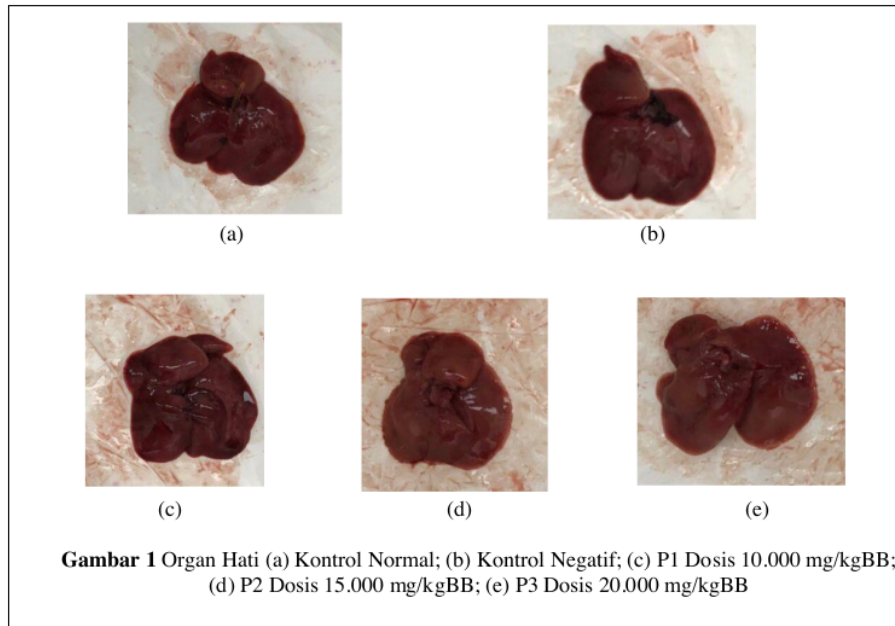 (a)
(b)
(c)
(d)
(e)
Gambar 1 Organ Hati (a) Kontrol Normal; (b) Kontrol Negatif; (c) P1 Dosis 10.000 mg/kgBB;
(d) P2 Dosis 15.000 mg/kgBB; (e) P3 Dosis 20.000 mg/kgBB